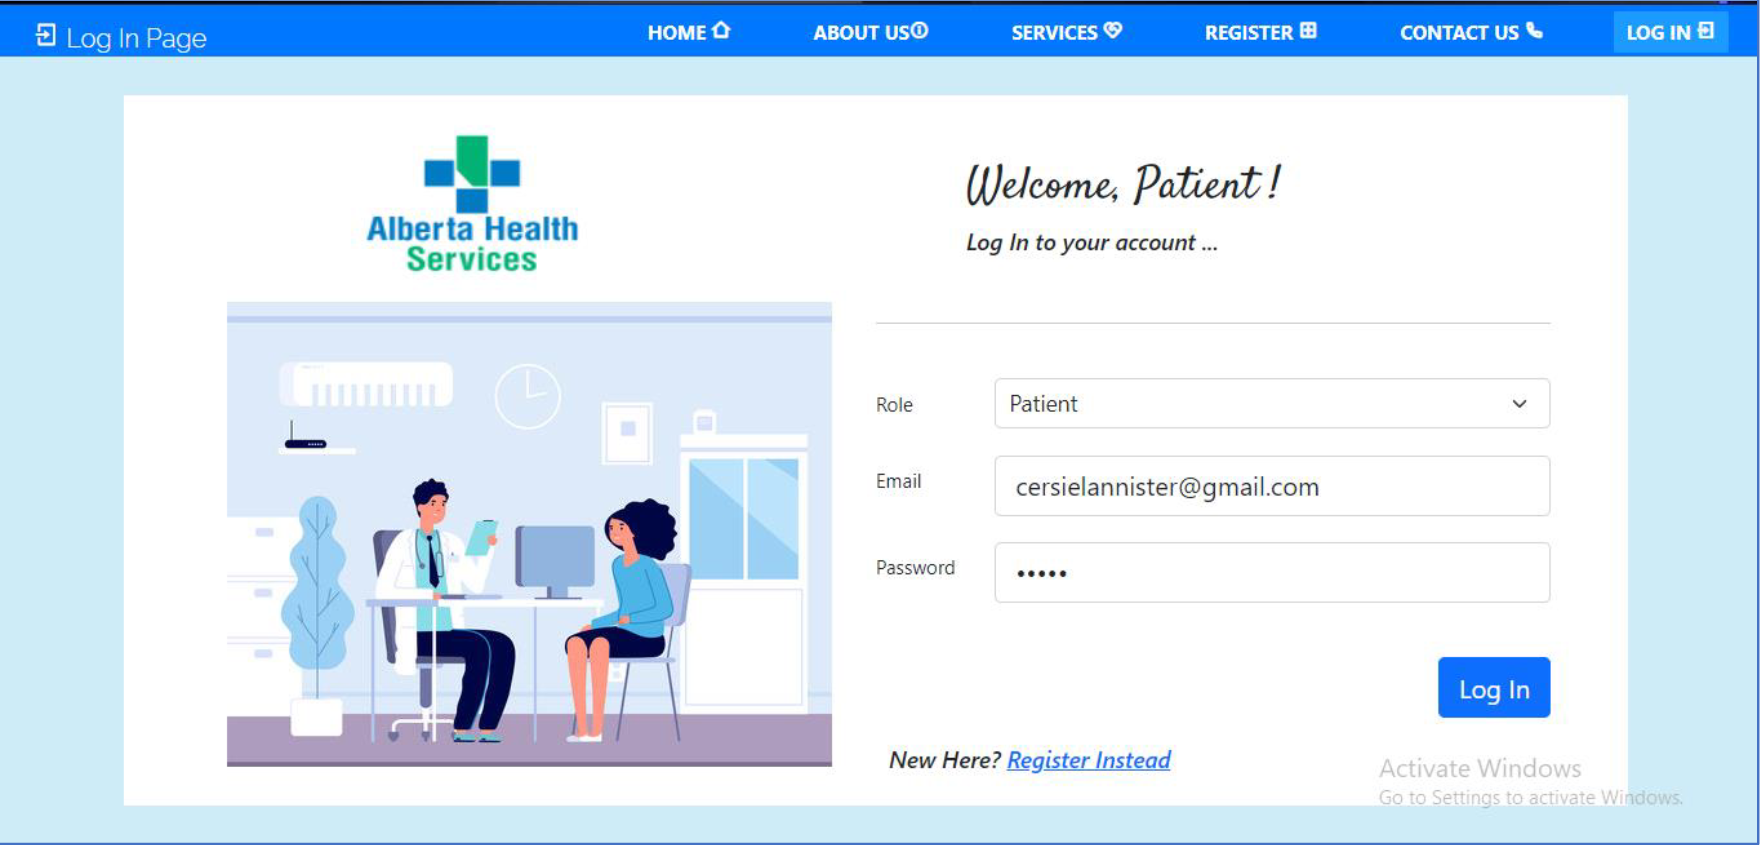 Log In Page
HOME
ABOUT US
SERVICES
REGISTER
CONTACT US
LOG IN
Alberta Health
Services
Welcome, Patient!
Log In to your account ...
Role
Patient
Email
cersielannister@gmail.com
Password
•••••
Log In
New Here? Register Instead
Activate Windows
Go to Settings to activate Windows.